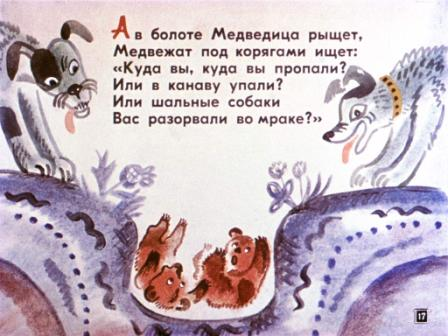 А в болоте Медведица рыщет,
Медвежат под корягами ищет:
«Куда вы, куда вы пропали?
Или в канаву упали?
Или шальные собаки
Вас разорвали во мраке?»
17